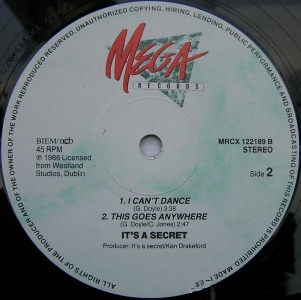 ALL RIGHTS OF THE PRODUCER AND OF THE OWNER OF THE WORK REPRODUCED RESERVED. UNAUTHORIZED COPYING, HIRING, LENDING, PUBLIC PERFORMANCE AND BROADCASTING OF THIS RECORD IS PROHIBITED. MADE IN
MEGA
RECORDS
BIEM/ncb
45 RPM
℗ 1986 Licensed
from Westland
Studios, Dublin
MRCX 122189 B
STEREO
Side 2
1. I CAN'T DANCE
(G. Doyle) 3:38
2. THIS GOES ANYWHERE
(G. Doyle/C. Jones) 2:47
IT'S A SECRET
Producer: It's a secret/Ken Drakeford